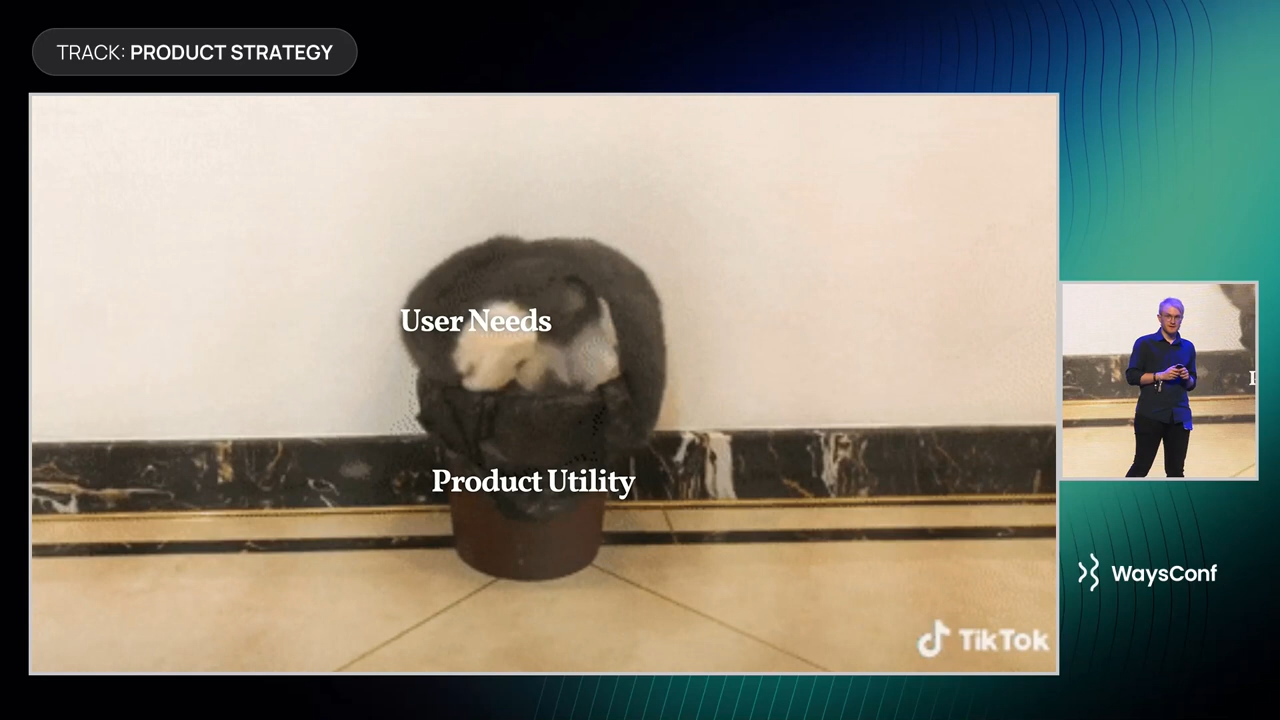 TRACK: PRODUCT STRATEGY
User Needs
Product Utility
TikTok
WaysConf